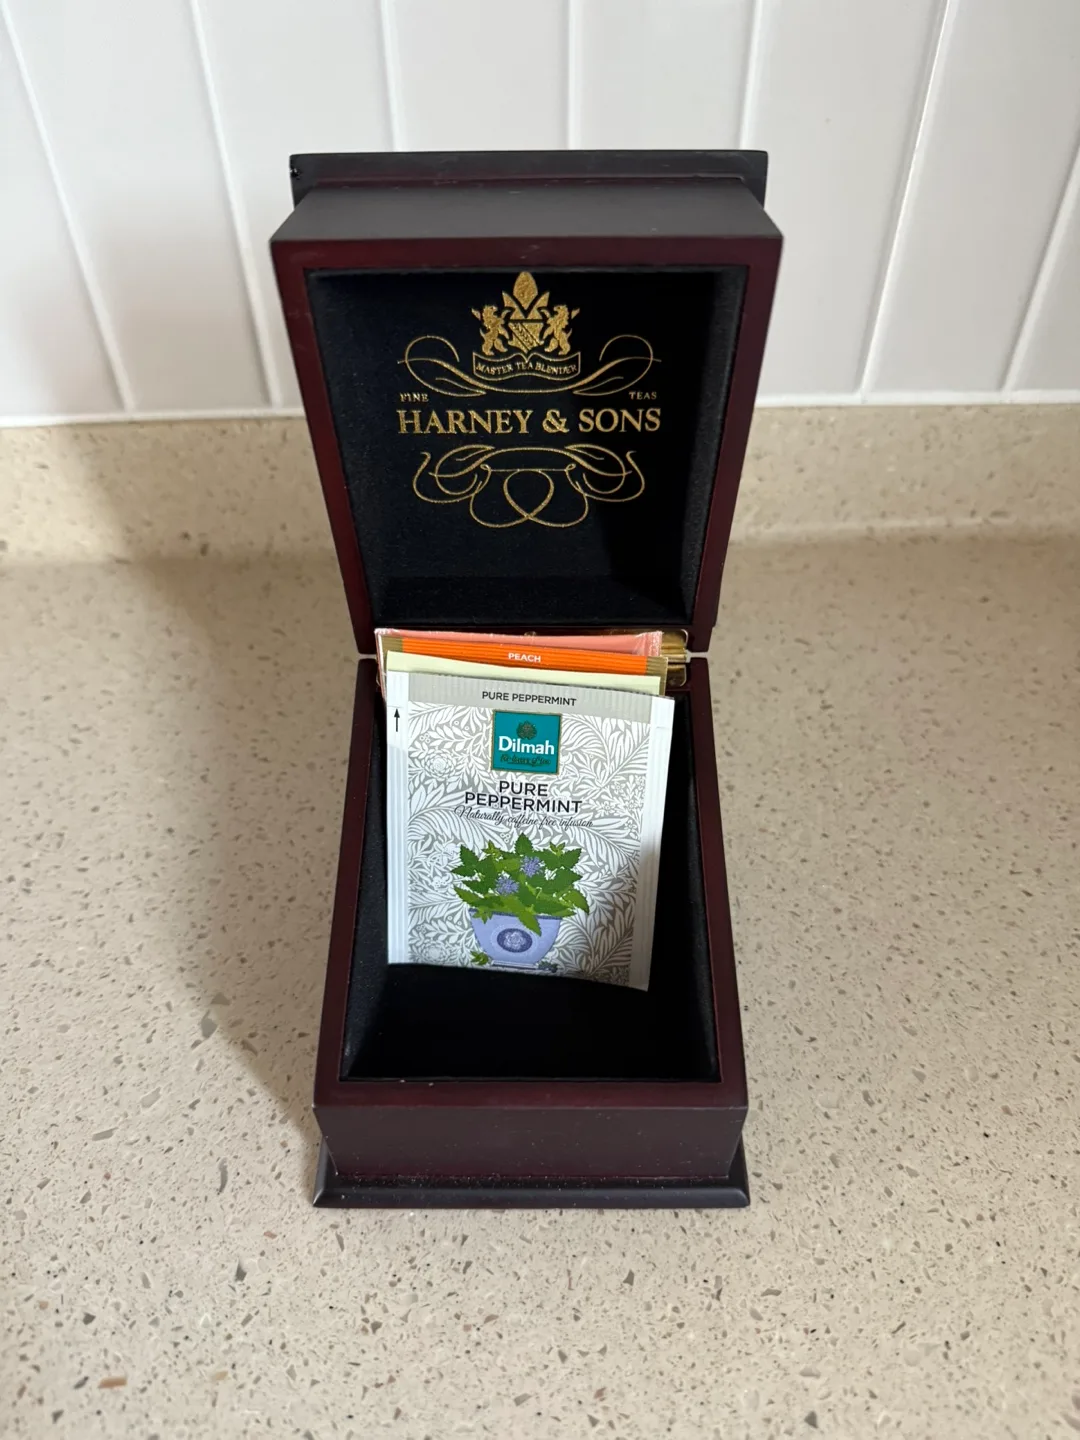 MASTER TEA BLENDER
FINE TEAS
HARNEY & SONS
PEACH
PURE PEPPERMINT
Dilmah
PURE
PEPPERMINT
Naturally caffeine free infusion